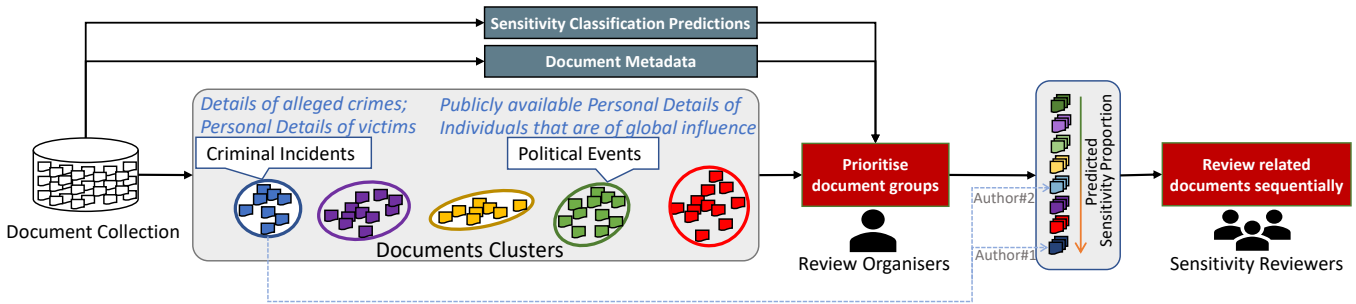 Sensitivity Classification Predictions
Document Metadata
Details of alleged crimes;
Personal Details of victims
Publicly available Personal Details of
Individuals that are of global influence
Criminal Incidents
Political Events
Document Collection
Documents Clusters
Prioritise
document groups
Review Organisers
Author#2
Author#1
Predicted
Sensitivity Proportion
Review related
documents sequentially
Sensitivity Reviewers